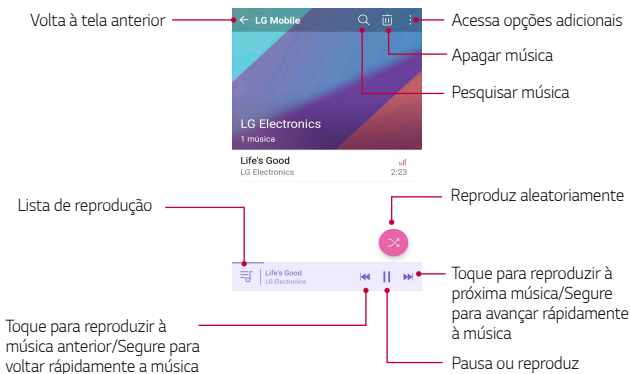 Volta à tela anterior
LG Mobile
Acessa opções adicionais
Apagar música
Pesquisar música
LG Electronics
1 música
Life's Good
LG Electronics
2:23
Lista de reprodução
Reproduz aleatoriamente
Life's Good
LG Electronics
Toque para reproduzir à
próxima música/Segure
para avançar rápidamente
à música
Toque para reproduzir à
música anterior/Segure para
voltar rápidamente a música
Pausa ou reproduz